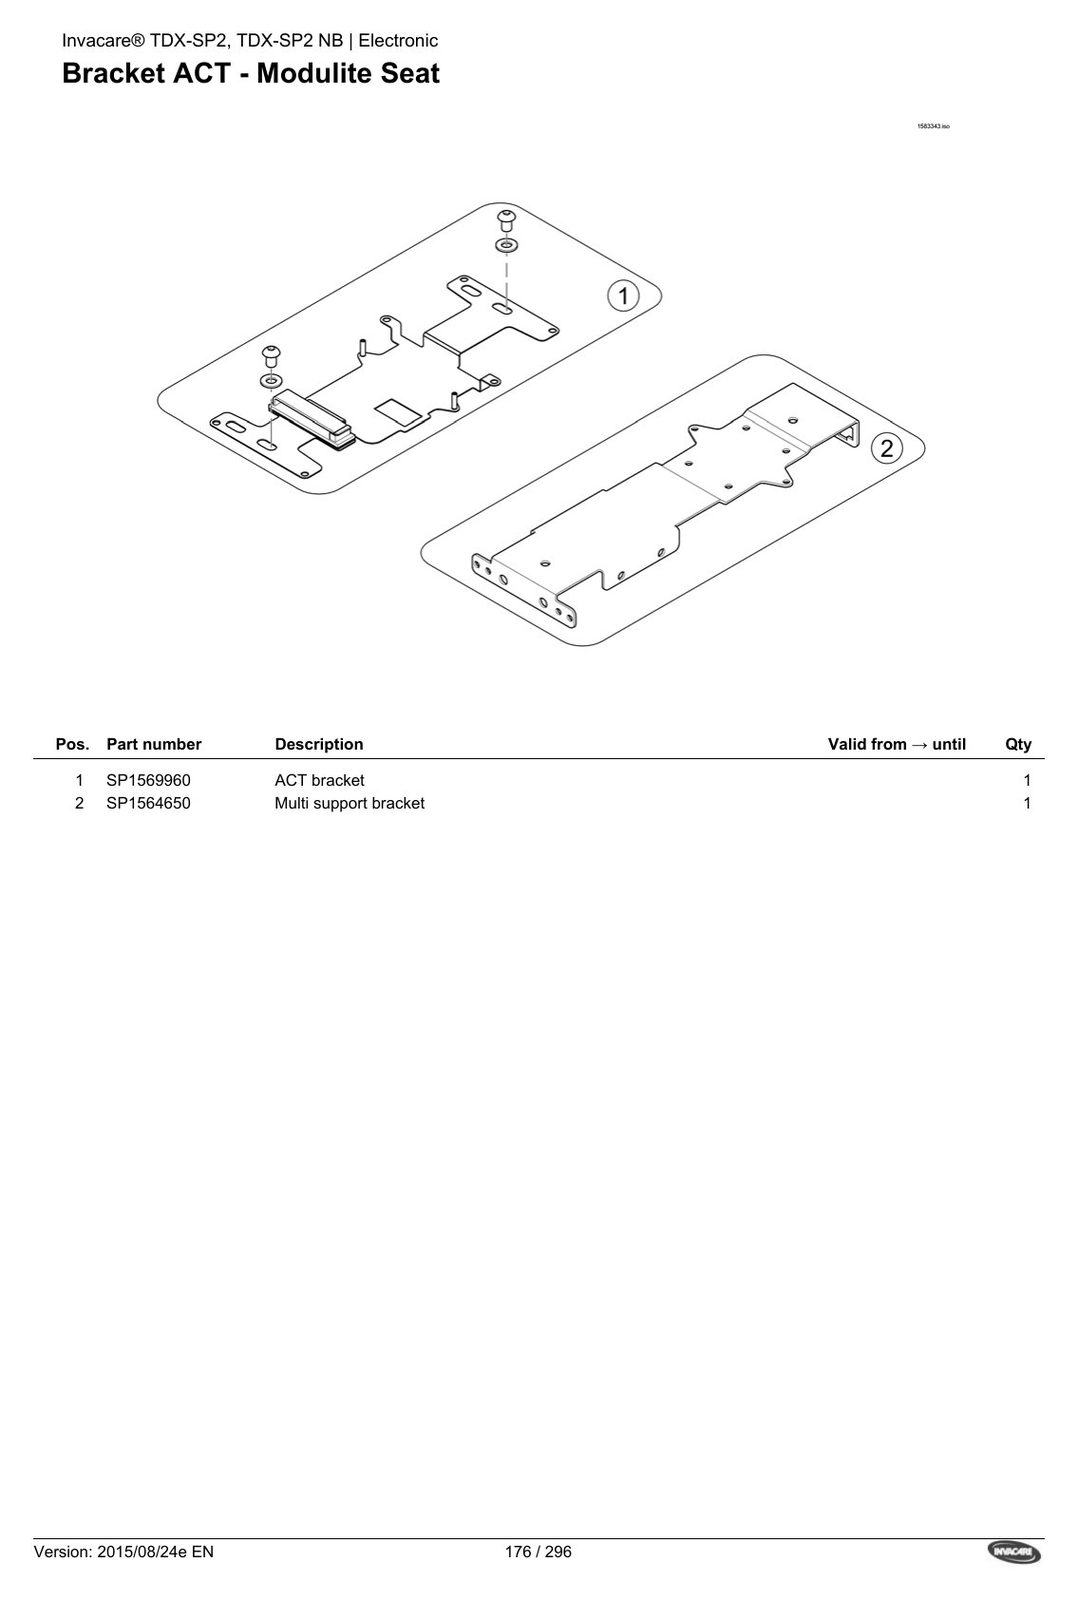 Invacare® TDX-SP2, TDX-SP2 NB | Electronic
Bracket ACT - Modulite Seat
1583343.iso
1
2
Pos. Part number Description Valid from → until Qty
1 SP1569960 ACT bracket 1
2 SP1564650 Multi support bracket 1
Version: 2015/08/24e EN 176 / 296 INVACARE